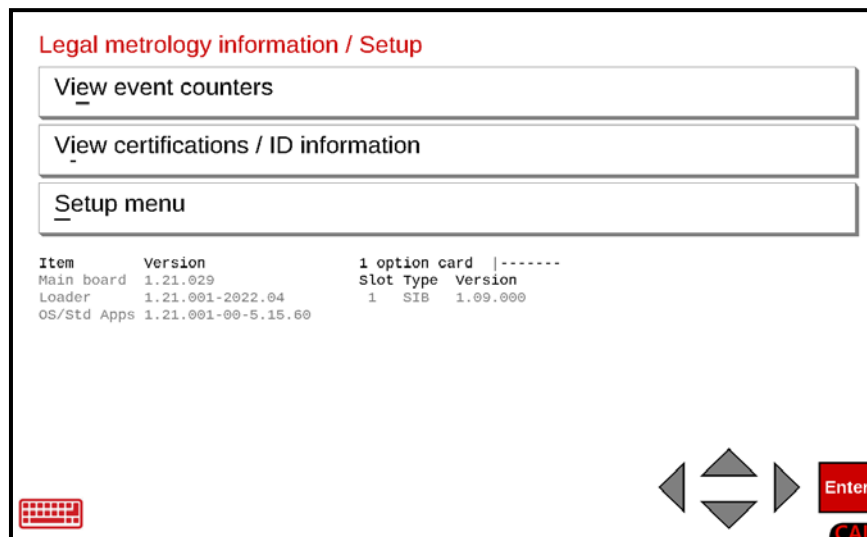 Legal metrology information / Setup
View event counters
View certifications / ID information
Setup menu
Item Version 1 option card |-------
Main board 1.21.029 Slot Type Version
Loader 1.21.001-2022.04 1 SIB 1.09.000
OS/Std Apps 1.21.001-00-5.15.60
Enter